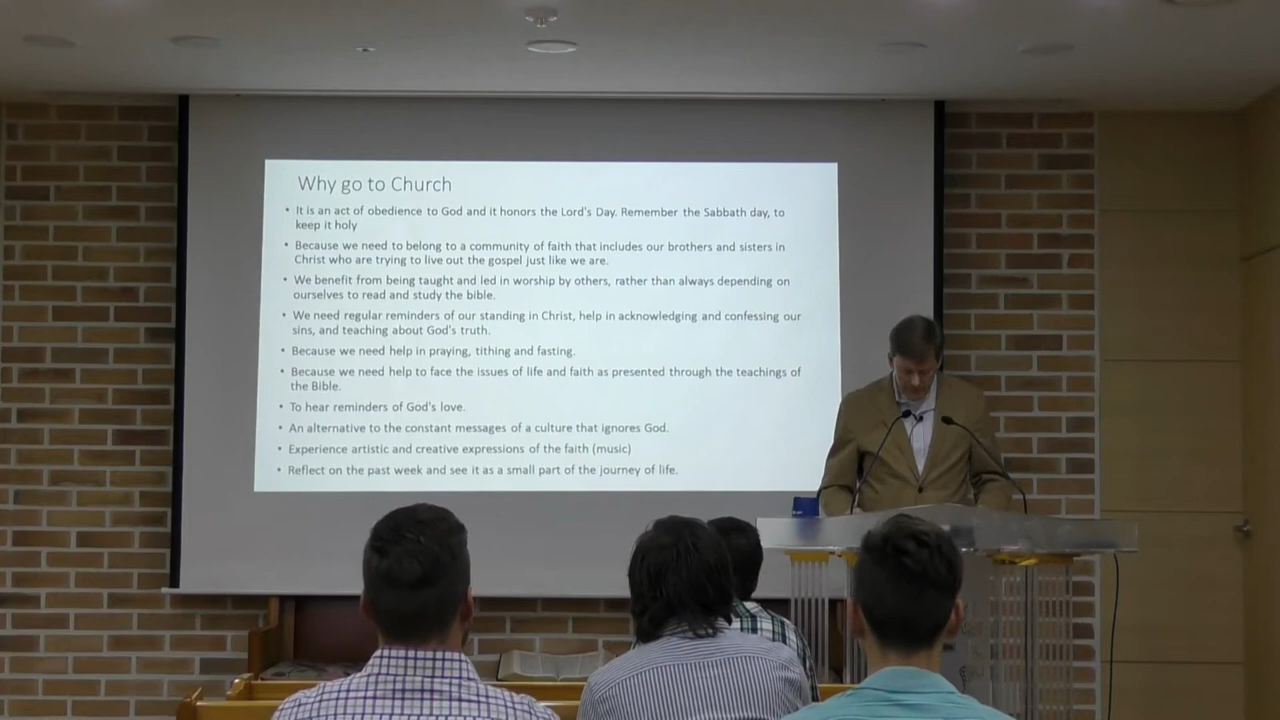 Why go to Church
• It is an act of obedience to God and it honors the Lord's Day. Remember the Sabbath day, to
keep it holy
• Because we need to belong to a community of faith that includes our brothers and sisters in
Christ who are trying to live out the gospel just like we are.
• We benefit from being taught and led in worship by others, rather than always depending on
ourselves to read and study the bible.
• We need regular reminders of our standing in Christ, help in acknowledging and confessing our
sins, and teaching about God's truth.
• Because we need help in praying, tithing and fasting.
• Because we need help to face the issues of life and faith as presented through the teachings of
the Bible.
• To hear reminders of God's love.
• An alternative to the constant messages of a culture that ignores God.
• Experience artistic and creative expressions of the faith (music)
• Reflect on the past week and see it as a small part of the journey of life.